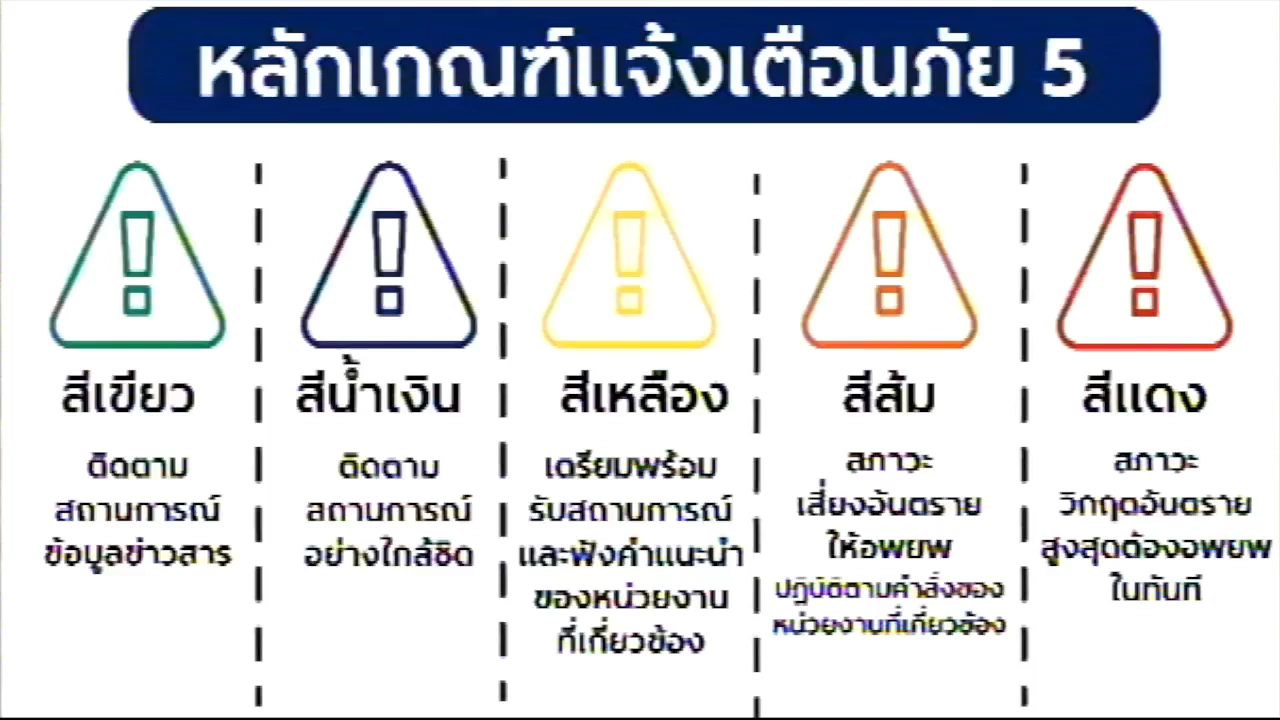 หลักเกณฑ์แจ้งเตือนภัย 5
สีเขียว
ติดตาม
สถานการณ์
ข้อมูลข่าวสาร
สีน้ำเงิน
ติดตาม
สถานการณ์
อย่างใกล้ชิด
สีเหลือง
เตรียมพร้อม
รับสถานการณ์
และฟังคำแนะนำ
ของหน่วยงาน
ที่เกี่ยวข้อง
สีส้ม
สภาวะ
เสี่ยงอันตราย
ให้อพยพ
ปฏิบัติตามคำสั่งของ
หน่วยงานที่เกี่ยวข้อง
สีแดง
สภาวะ
วิกฤตอันตราย
สูงสุดต้องอพยพ
ในทันที